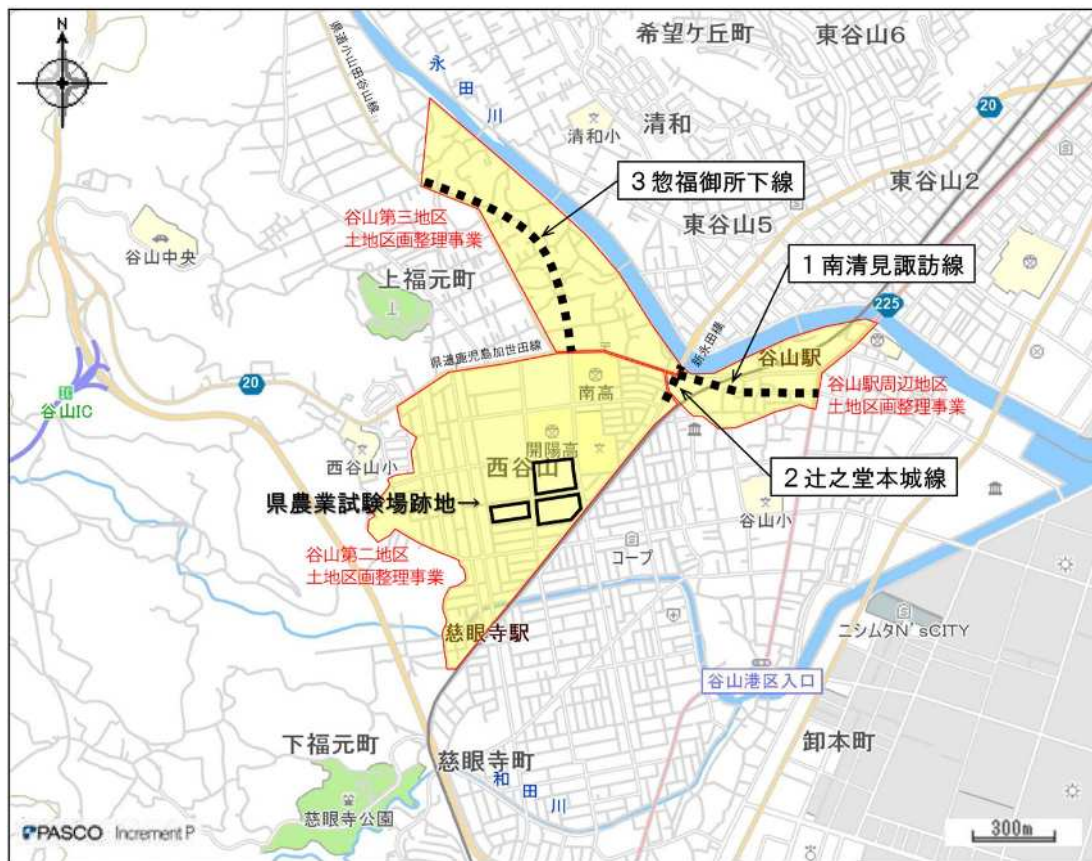 N
県道小山田谷山線
永田川
希望ケ丘町
東谷山6
20
清和小
清和
3惣福御所下線
東谷山2
東谷山5
谷山第三地区
土地区画整理事業
谷山中央
上福元町
1南清見諏訪線
225
新永田橋
県道鹿児島加世田線
谷山駅
谷山駅周辺地区
土地区画整理事業
20
谷山IC
南高
開陽高
西谷山小
西谷山
2辻之堂本城線
県農業試験場跡地→
谷山小
コープ
谷山第二地区
土地区画整理事業
慈眼寺駅
ニシムタN'sCITY
谷山港区入口
下福元町
慈眼寺町
卸本町
和田川
慈眼寺公園
PASCO Increment P
300m